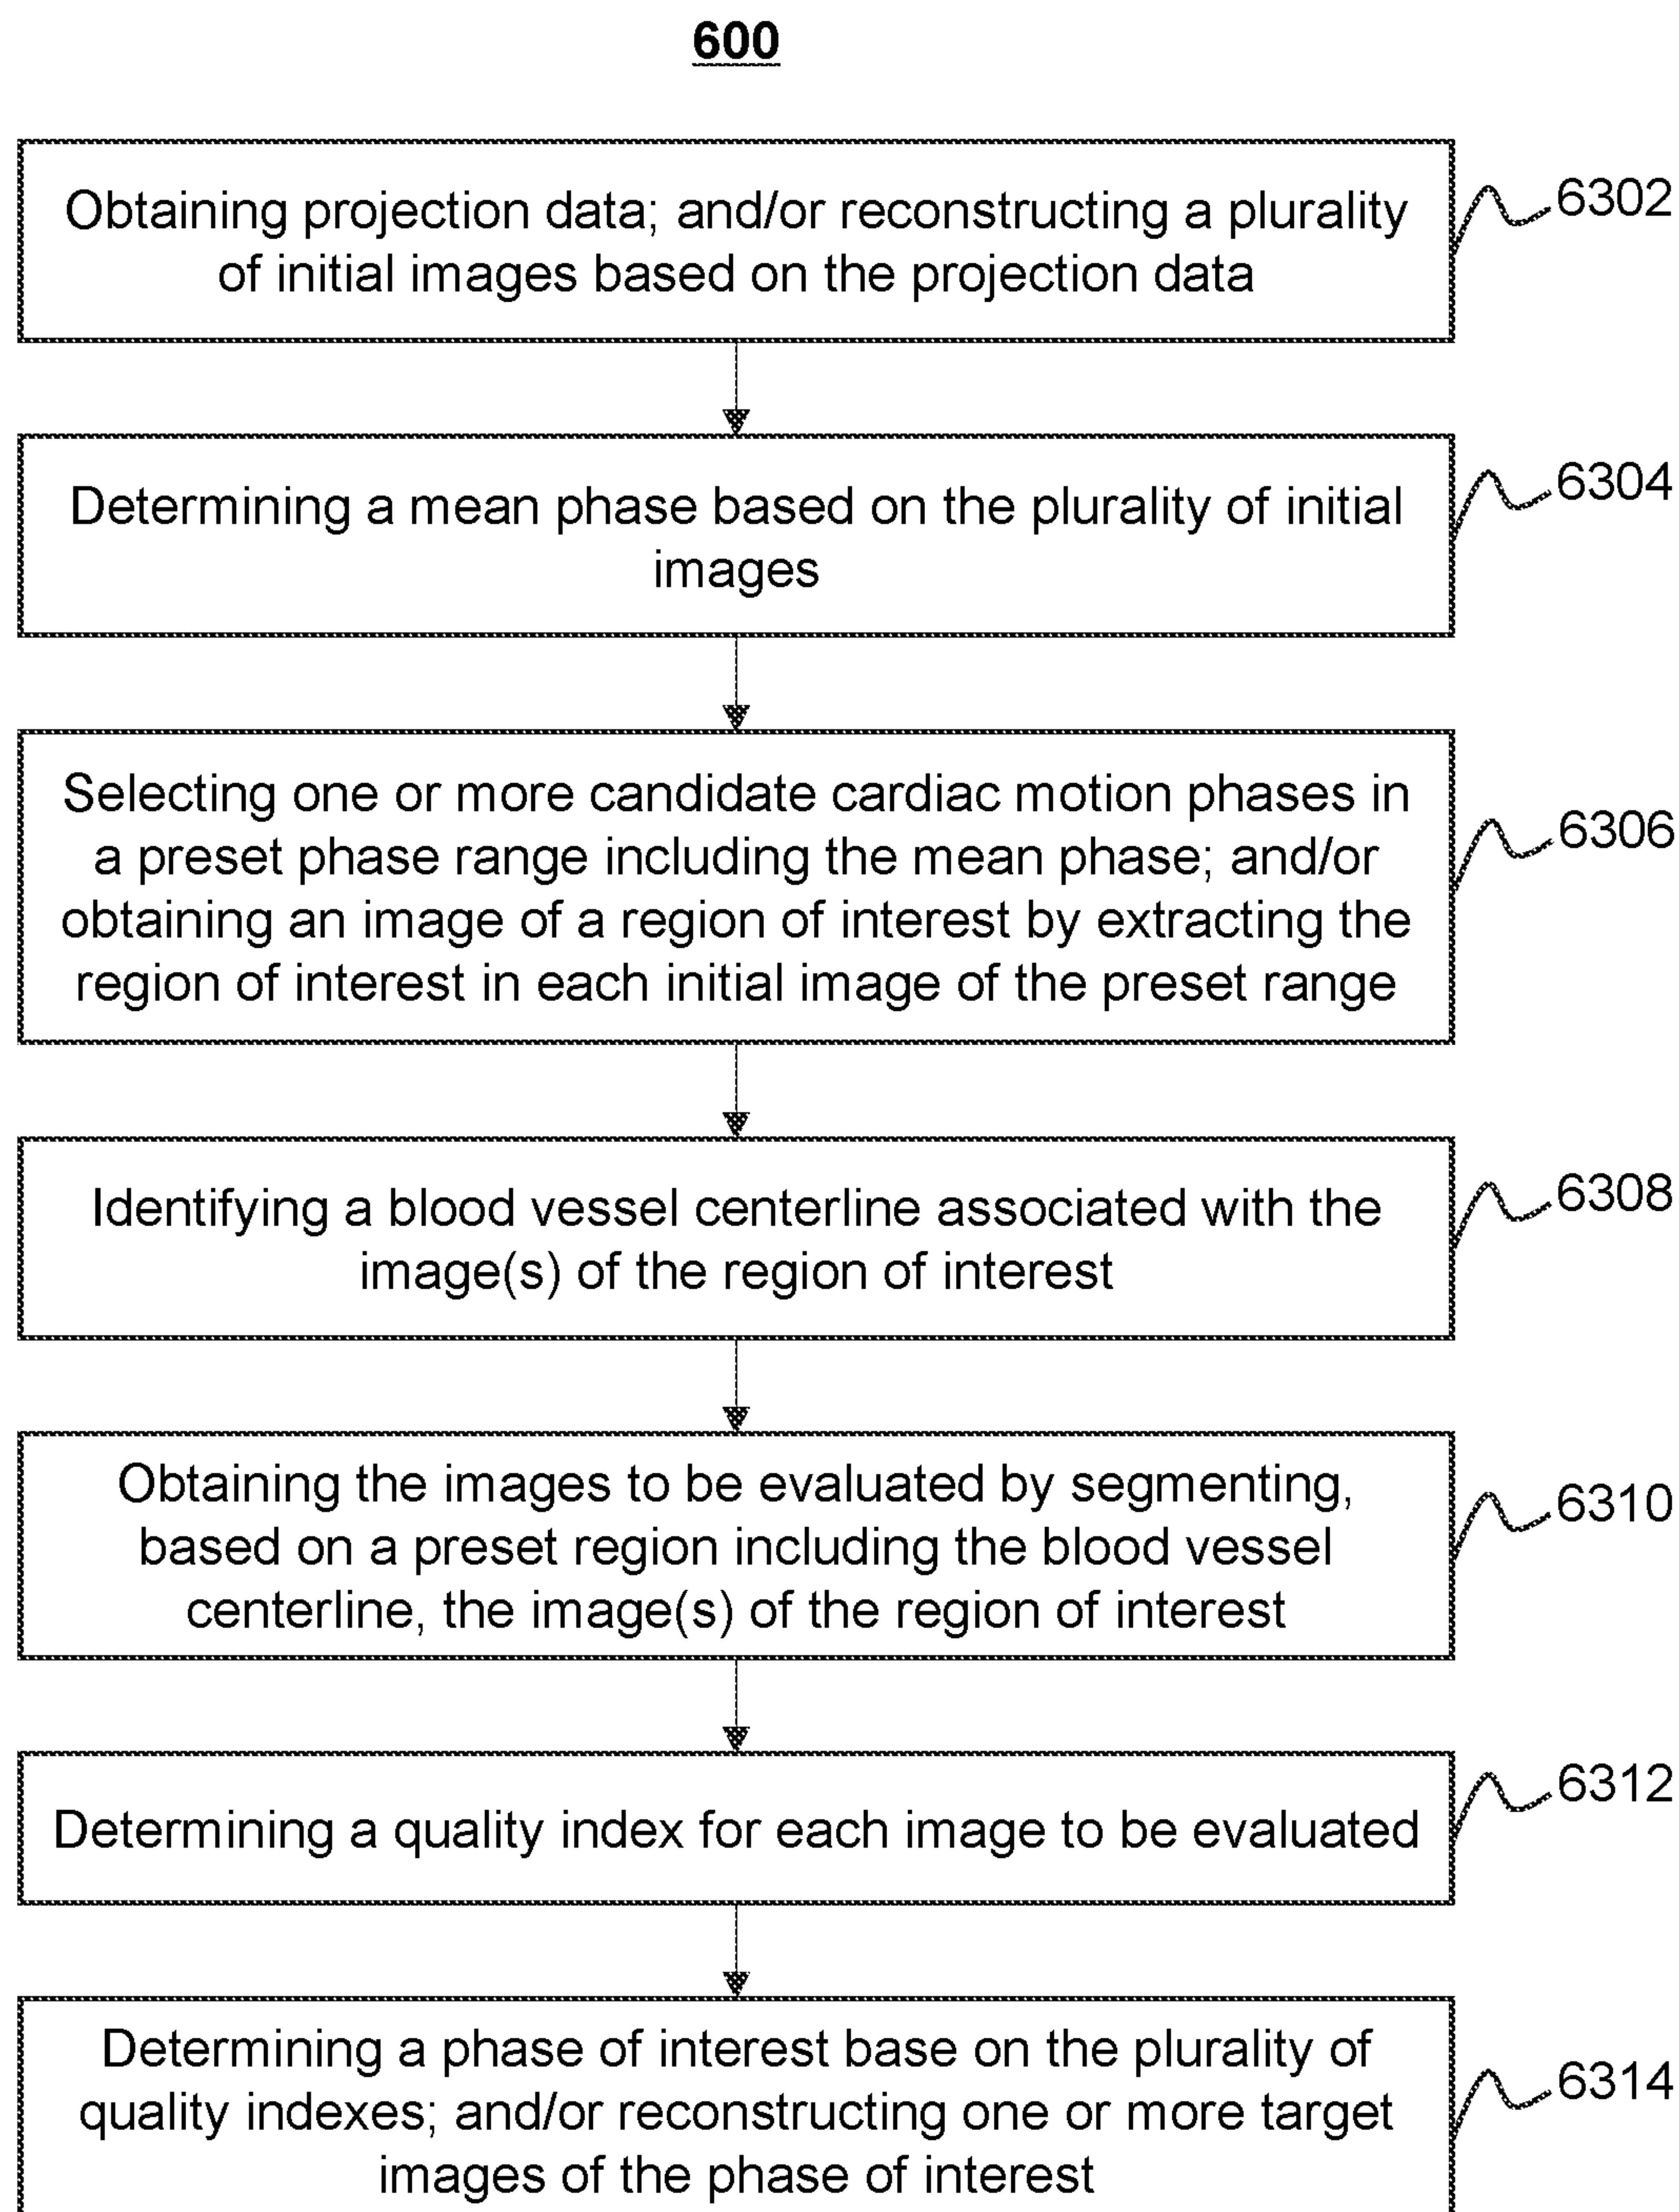 600
Obtaining projection data; and/or reconstructing a plurality
of initial images based on the projection data
6302
Determining a mean phase based on the plurality of initial
images
6304
Selecting one or more candidate cardiac motion phases in
a preset phase range including the mean phase; and/or
obtaining an image of a region of interest by extracting the
region of interest in each initial image of the preset range
6306
Identifying a blood vessel centerline associated with the
image(s) of the region of interest
6308
Obtaining the images to be evaluated by segmenting,
based on a preset region including the blood vessel
centerline, the image(s) of the region of interest
6310
Determining a quality index for each image to be evaluated
6312
Determining a phase of interest base on the plurality of
quality indexes; and/or reconstructing one or more target
images of the phase of interest
6314